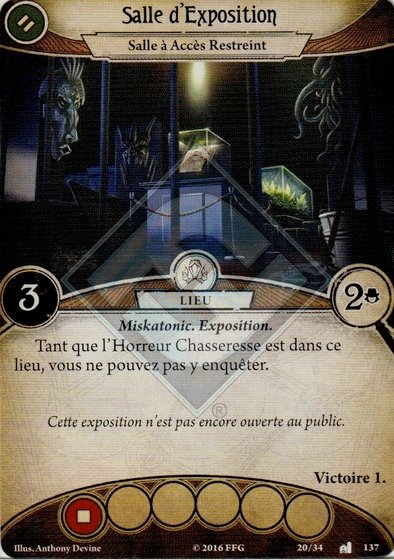 Salle d'Exposition
Salle à Accès Restreint
3
LIEU
2
Miskatonic. Exposition.
Tant que l'Horreur Chasseresse est dans ce
lieu, vous ne pouvez pas y enquêter.
Cette exposition n'est pas encore ouverte au public.
®
Victoire 1.
Illus. Anthony Devine
© 2016 FFG
20/34
137